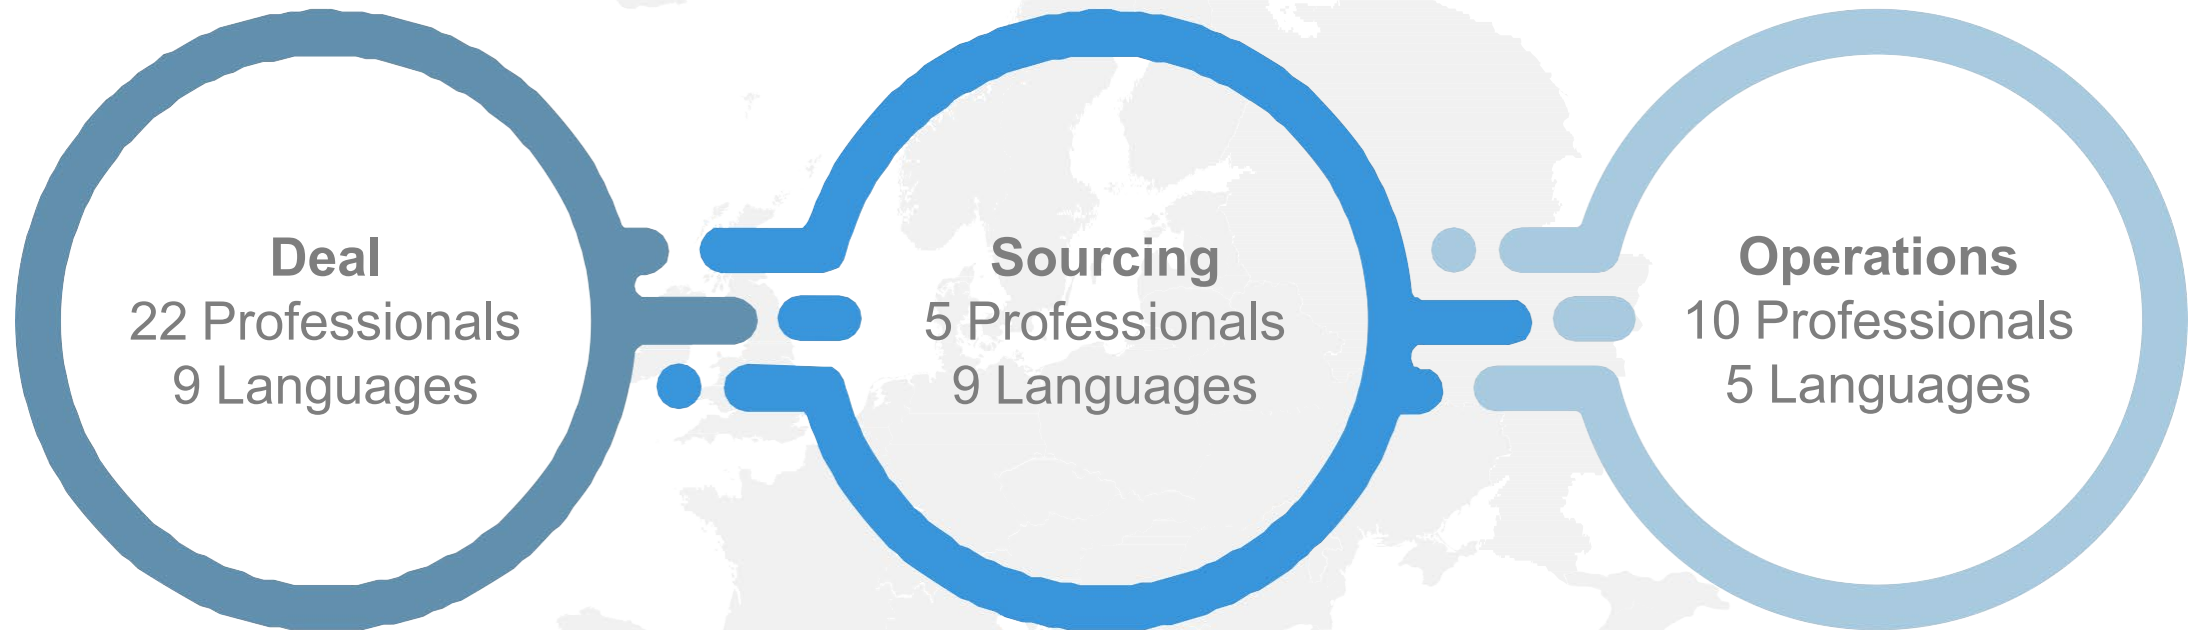 Deal
22 Professionals
9 Languages
Sourcing
5 Professionals
9 Languages
Operations
10 Professionals
5 Languages